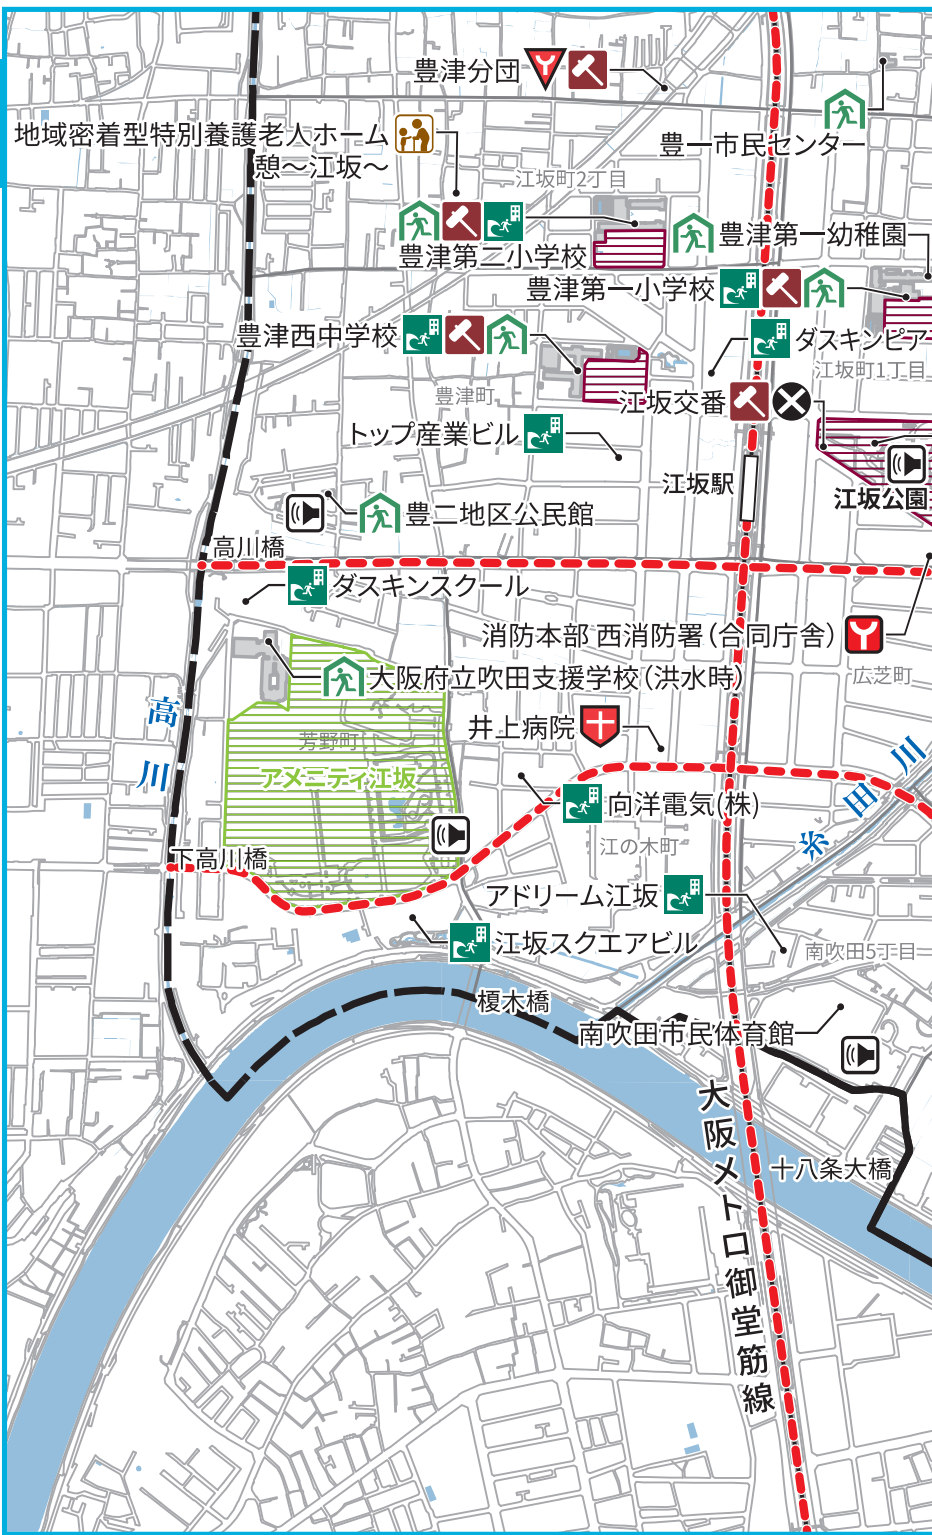 豊津分団
地域密着型特別養護老人ホーム
憩～江坂～
豊一市民センター
江坂町2丁目
豊津第二小学校
豊津第一幼稚園
豊津第一小学校
豊津西中学校
ダスキンピア
江坂町1丁目
豊津町
江坂交番
トップ産業ビル
江坂駅
江坂公園
豊二地区公民館
高川橋
ダスキンスクール
消防本部 西消防署（合同庁舎）
広芝町
大阪府立吹田支援学校（洪水時）
高川
芳野町
井上病院
アメニティ江坂
向洋電気(株)
糸田川
江の木町
下高川橋
アドリーム江坂
江坂スクエアビル
南吹田5丁目
榎木橋
南吹田市民体育館
大阪メトロ御堂筋線
十八条大橋